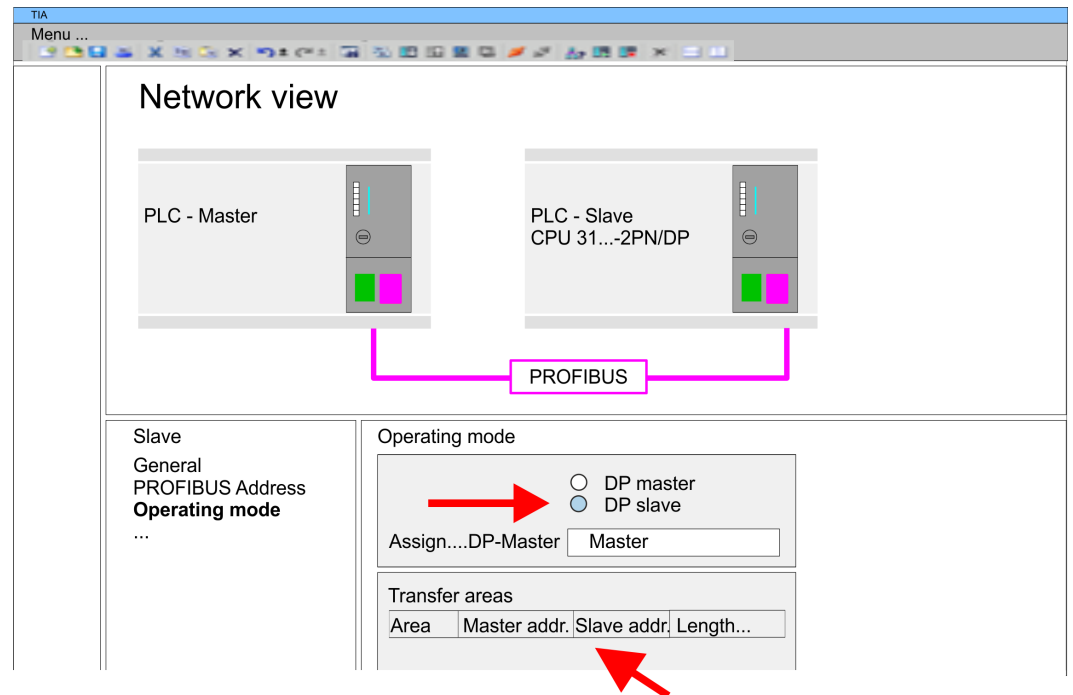 TIA
Menu ...
Network view
PLC - Master
PLC - Slave
CPU 31...-2PN/DP
PROFIBUS
Slave
General
PROFIBUS Address
Operating mode
...
Operating mode
DP master
DP slave
Assign....DP-Master Master
Transfer areas
Area Master addr. Slave addr. Length...